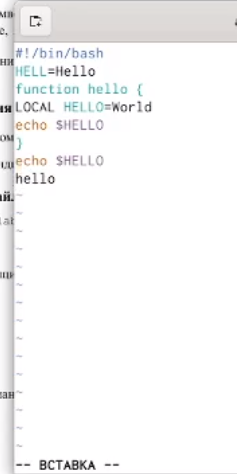 #!/bin/bash
HELL=Hello
function hello {
LOCAL HELLO=World
echo $HELLO
}
echo $HELLO
hello
~
~
~
~
~
~
~
~
~
~
~
~
~
~
-- ВСТАВКА --